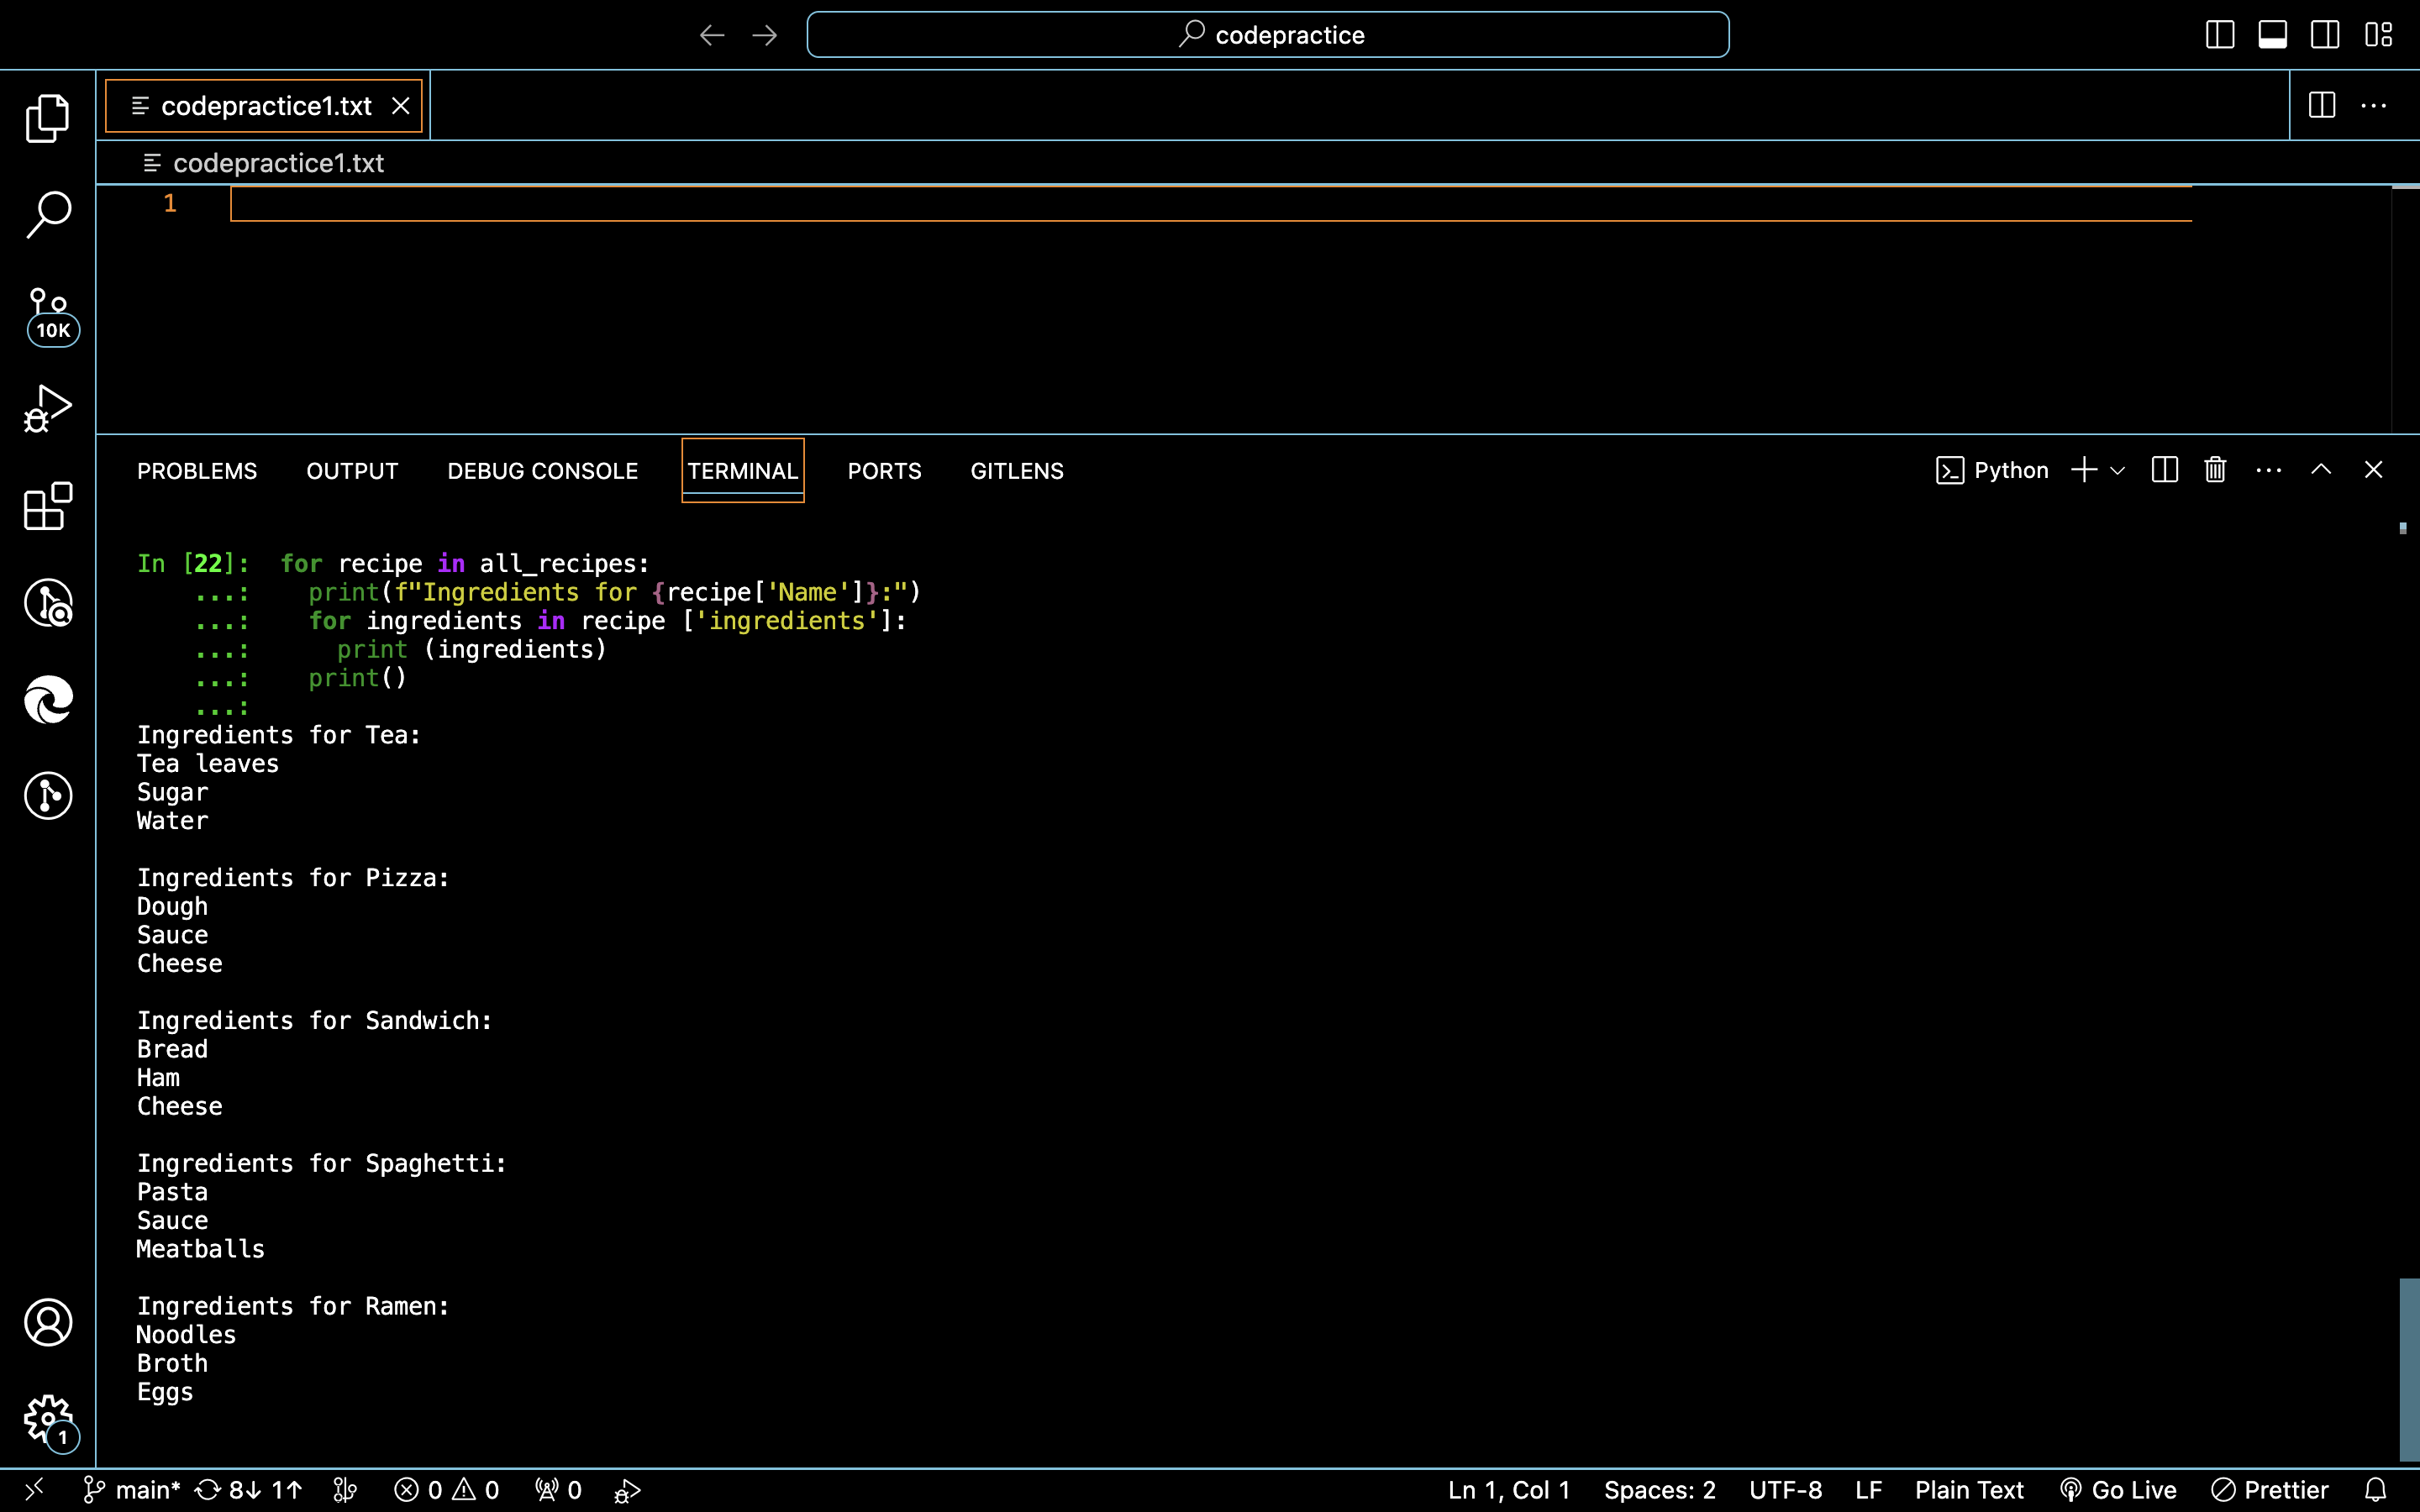 codepractice
codepractice1.txt
codepractice1.txt
1
10K
PROBLEMS OUTPUT DEBUG CONSOLE TERMINAL PORTS GITLENS Python
In [22]:  for recipe in all_recipes:
    ...:    print(f"Ingredients for {recipe['Name']}:")
    ...:    for ingredients in recipe ['ingredients']:
    ...:      print (ingredients)
    ...:    print()
    ...:
Ingredients for Tea:
Tea leaves
Sugar
Water
Ingredients for Pizza:
Dough
Sauce
Cheese
Ingredients for Sandwich:
Bread
Ham
Cheese
Ingredients for Spaghetti:
Pasta
Sauce
Meatballs
Ingredients for Ramen:
Noodles
Broth
Eggs
1
main* 8↓ 1↑ 0 0 0 Ln 1, Col 1 Spaces: 2 UTF-8 LF Plain Text Go Live Prettier